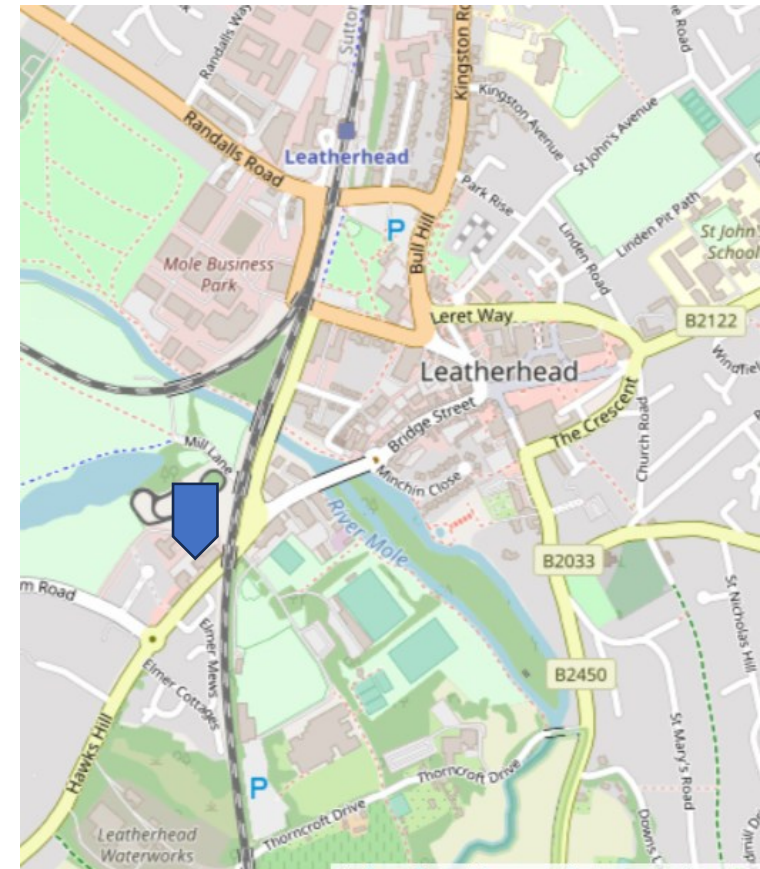 Randalls Way
Sutton
Kingston Ro
e Road
Kingston Avenue
St John's Avenue
Randalls Road
Leatherhead
Park Rise
P
Bull Hill
Linden Road
Linden Pit Path
St John'
School
Mole Business
Park
Leret Way
B2122
Leatherhead
Bridge Street
The Crescent
Church Road
Mill Lane
Minchin Close
River Mole
B2033
m Road
Elmer Mews
St Nicholas Hill
Elmer Cottages
B2450
Hawks Hill
St Mary's Road
P
Thorncroft Drive
Thorncroft Drive
Leatherhead
Waterworks
Downs L